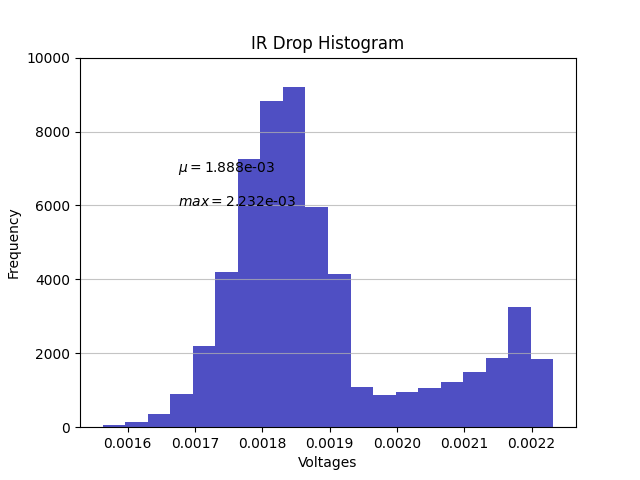 IR Drop Histogram
10000
8000
6000
4000
2000
0
Frequency
μ = 1.888e-03
max = 2.232e-03
0.0016 0.0017 0.0018 0.0019 0.0020 0.0021 0.0022
Voltages